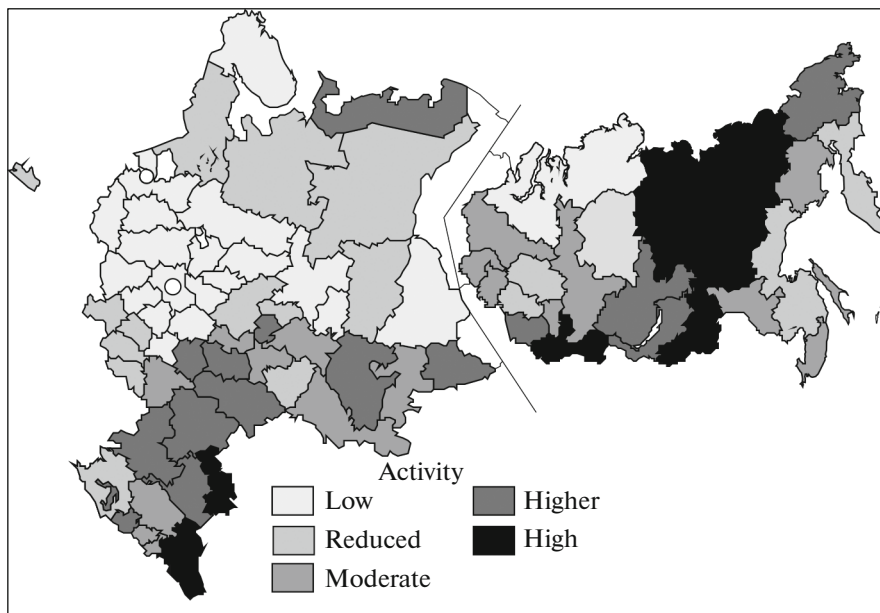 Activity
Low
Reduced
Moderate
Higher
High